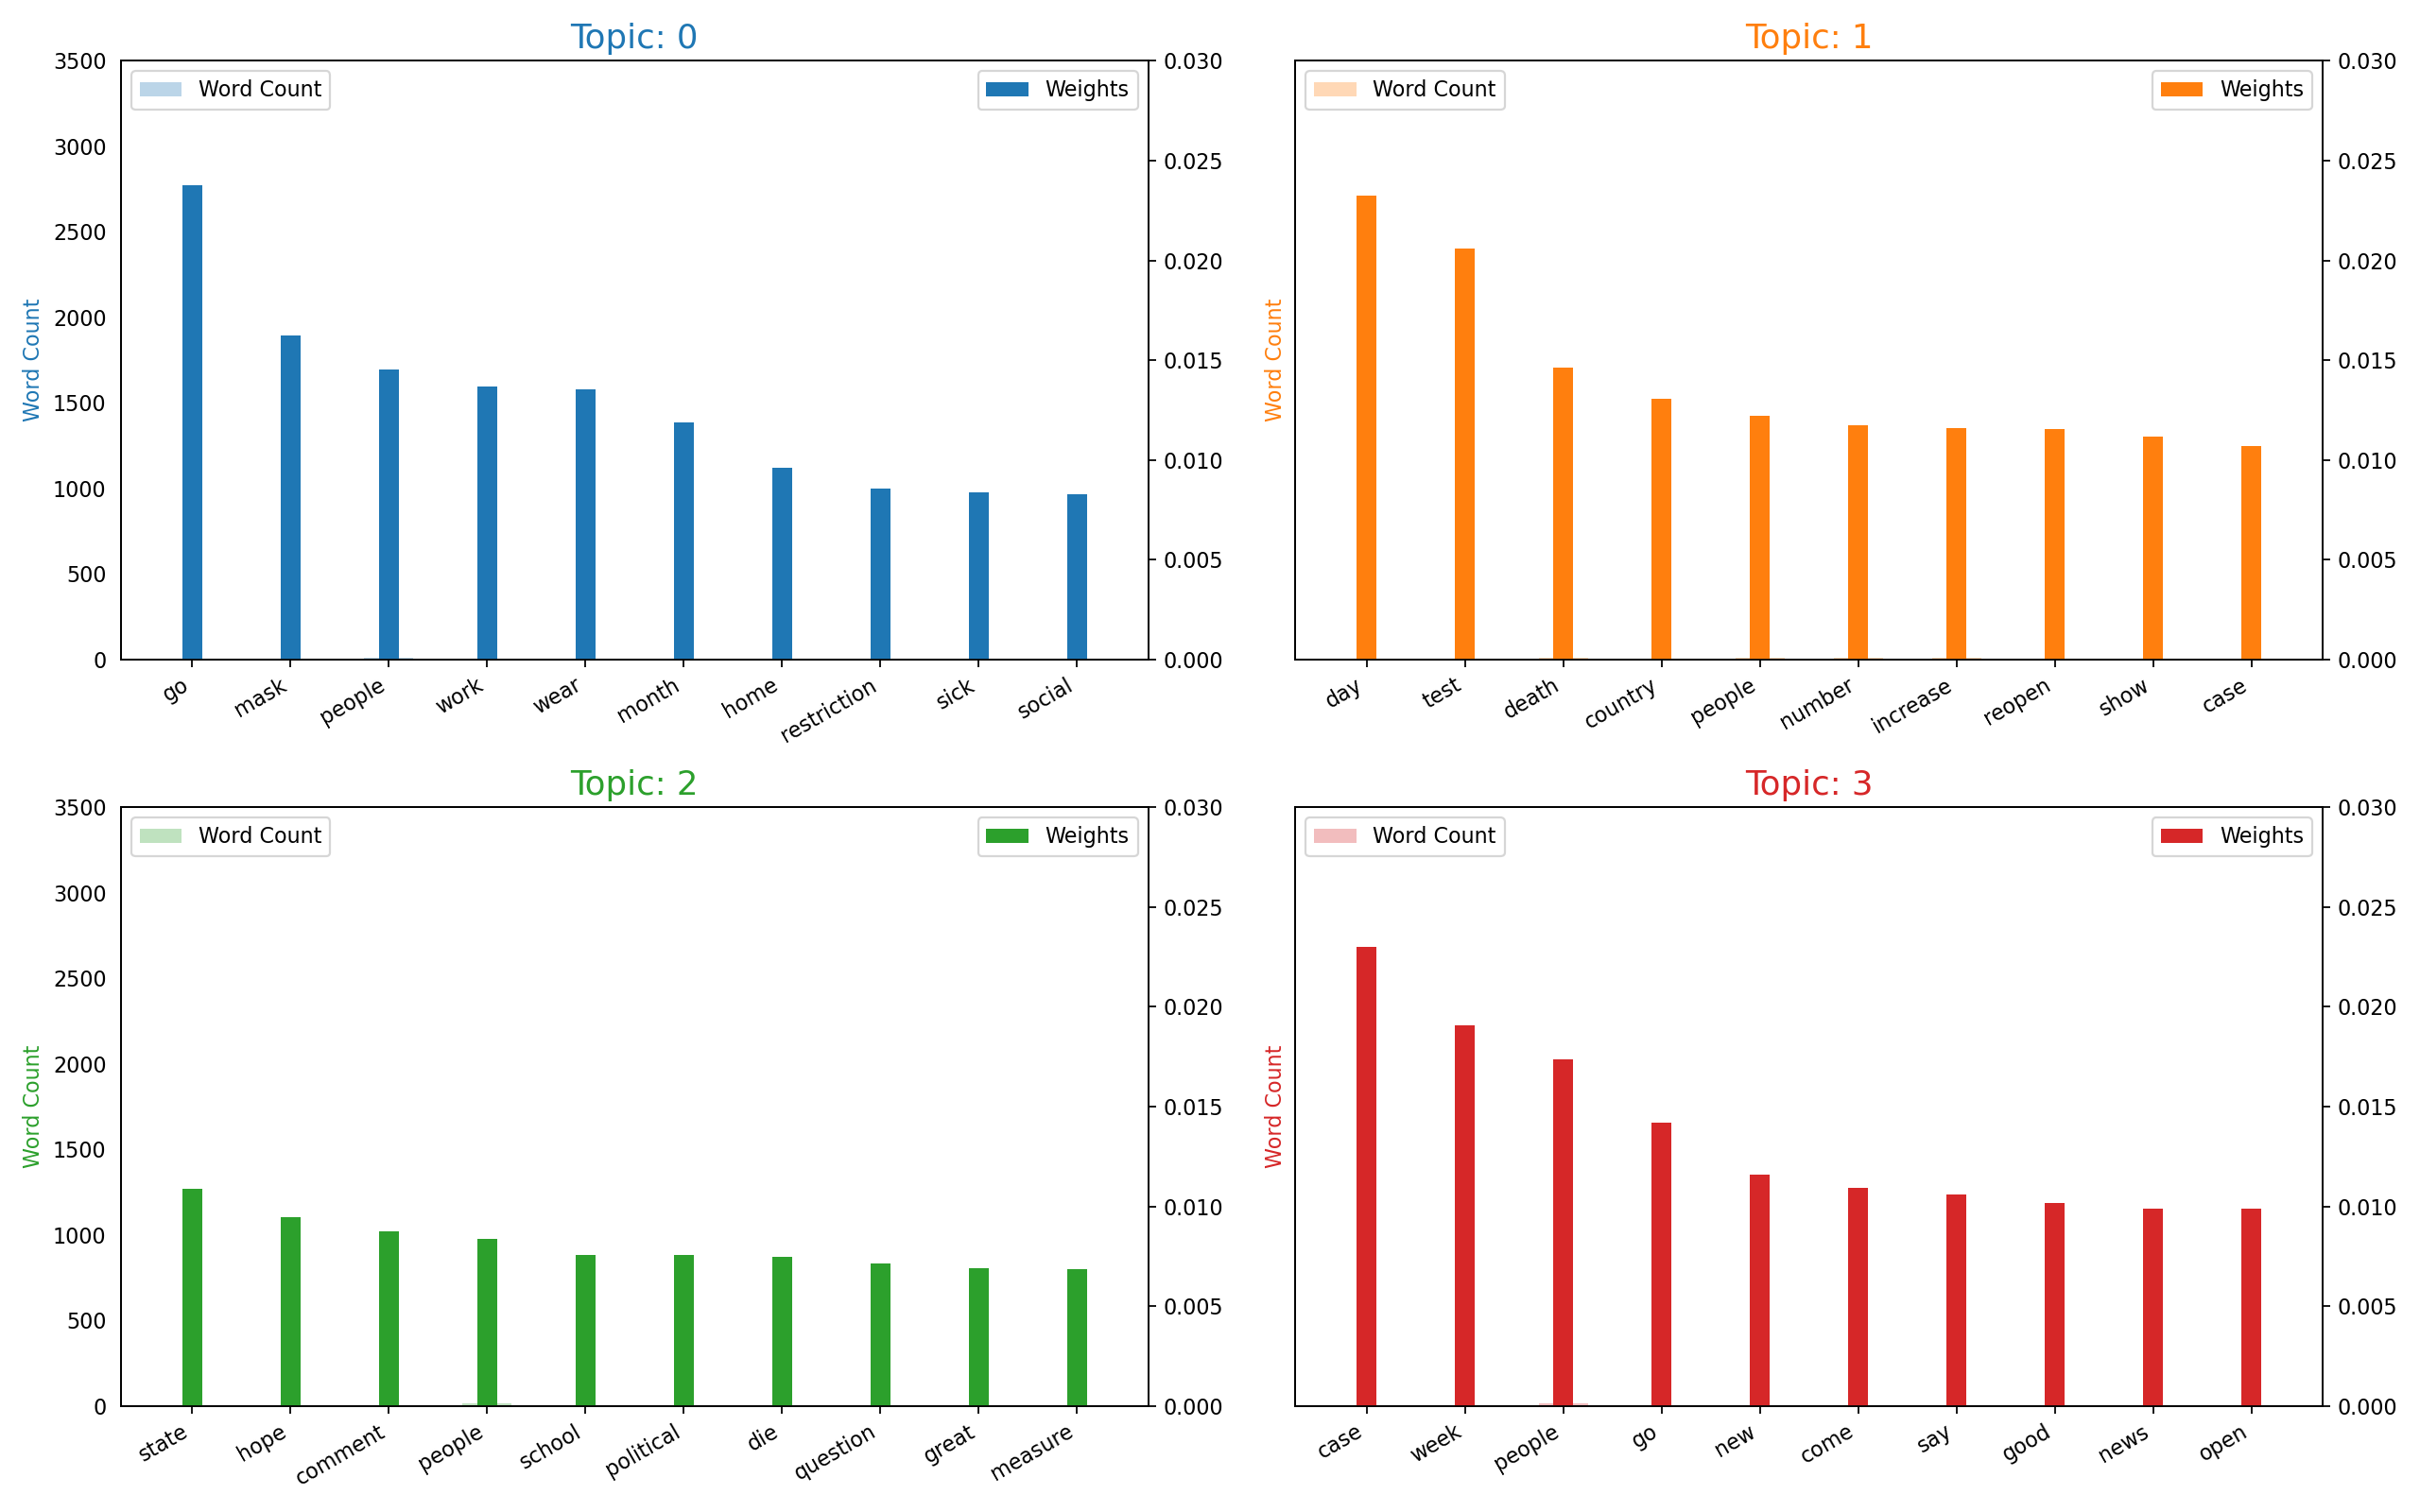 Topic: 0
Word Count
Weights
3500
3000
2500
2000
1500
1000
500
0
Word Count
0.030
0.025
0.020
0.015
0.010
0.005
0.000
go
mask
people
work
wear
month
home
restriction
sick
social
Topic: 1
Word Count
Weights
Word Count
0.030
0.025
0.020
0.015
0.010
0.005
0.000
day
test
death
country
people
number
increase
reopen
show
case
Topic: 2
Word Count
Weights
3500
3000
2500
2000
1500
1000
500
0
Word Count
0.030
0.025
0.020
0.015
0.010
0.005
0.000
state
hope
comment
people
school
political
die
question
great
measure
Topic: 3
Word Count
Weights
Word Count
0.030
0.025
0.020
0.015
0.010
0.005
0.000
case
week
people
go
new
come
say
good
news
open